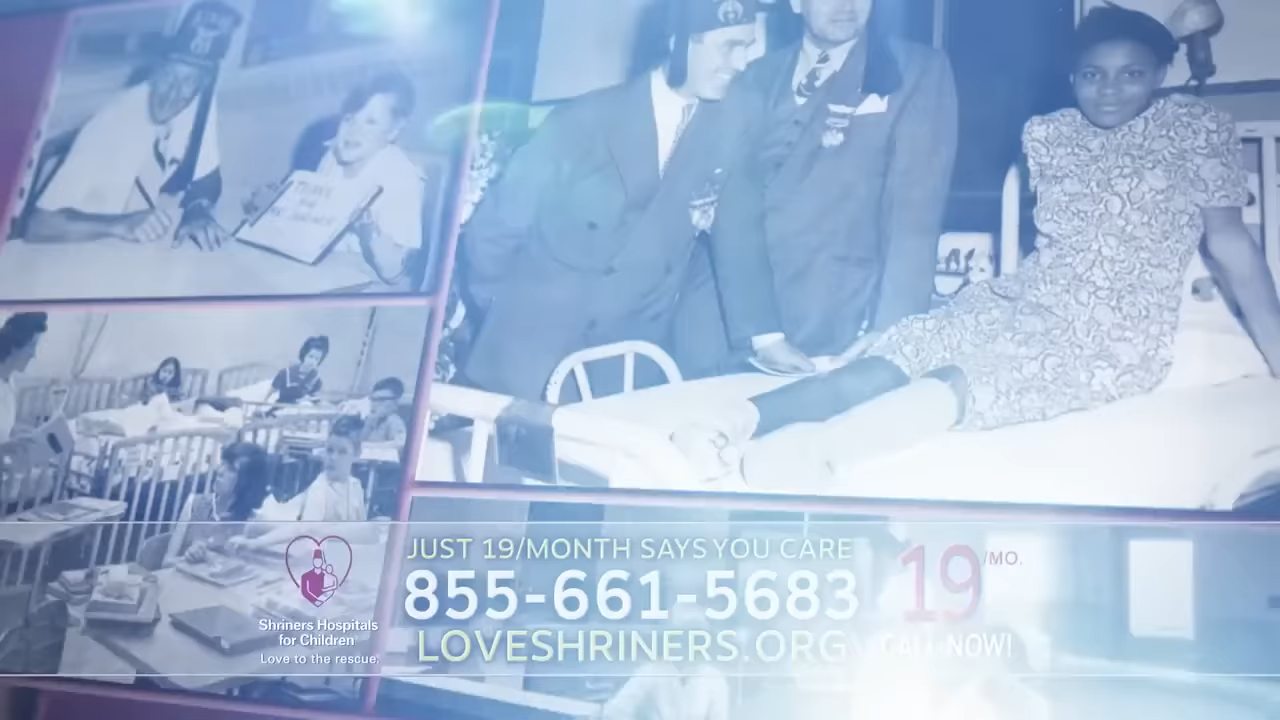 JUST 19/MONTH SAYS YOU CARE
855-661-5683
LOVESHRINERS.ORG
19/MO.
CALL NOW!
Shriners Hospitals
for Children
Love to the rescue.